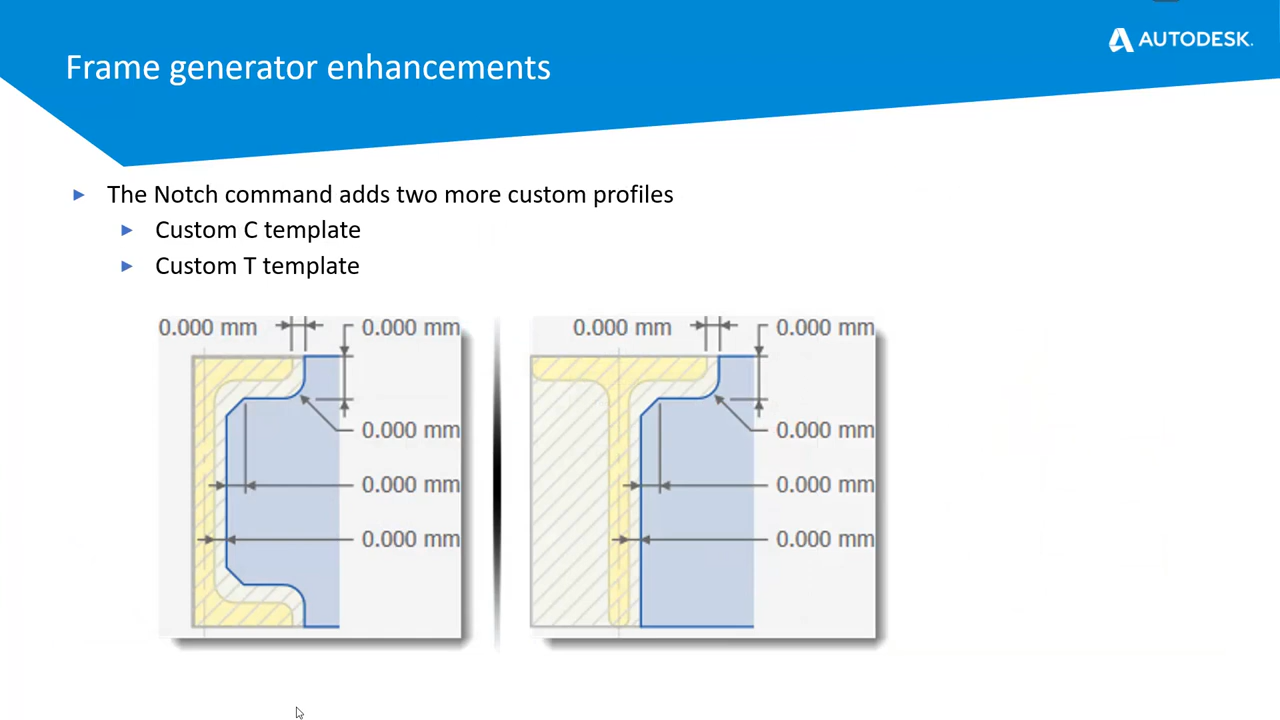 AUTODESK.
Frame generator enhancements
The Notch command adds two more custom profiles
Custom C template
Custom T template
0.000 mm
0.000 mm
0.000 mm
0.000 mm
0.000 mm
0.000 mm
0.000 mm
0.000 mm
0.000 mm
0.000 mm